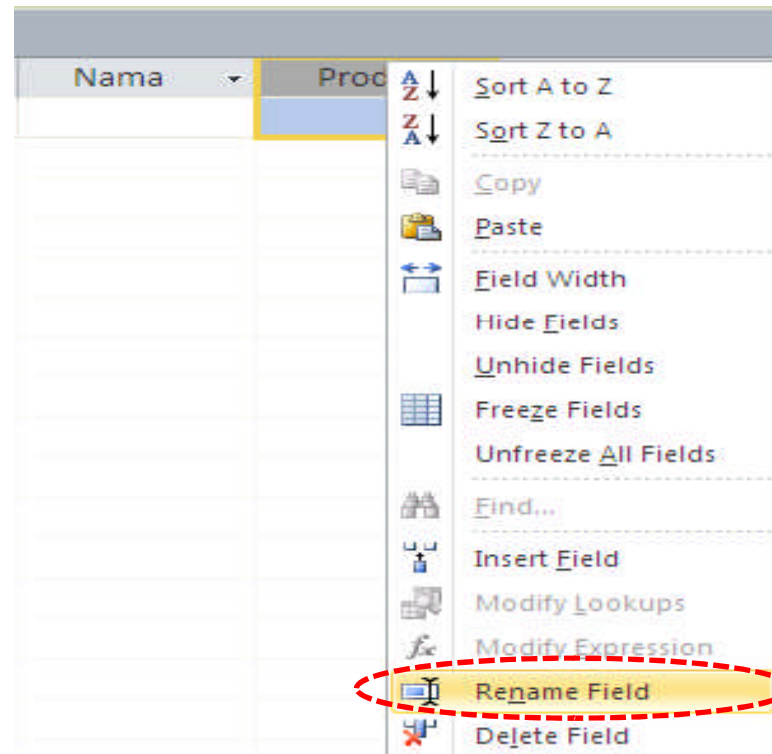 Nama Prod
Sort A to Z
Sort Z to A
Copy
Paste
Field Width
Hide Fields
Unhide Fields
Freeze Fields
Unfreeze All Fields
Find...
Insert Field
Modify Lookups
Modify Expression
Rename Field
Delete Field